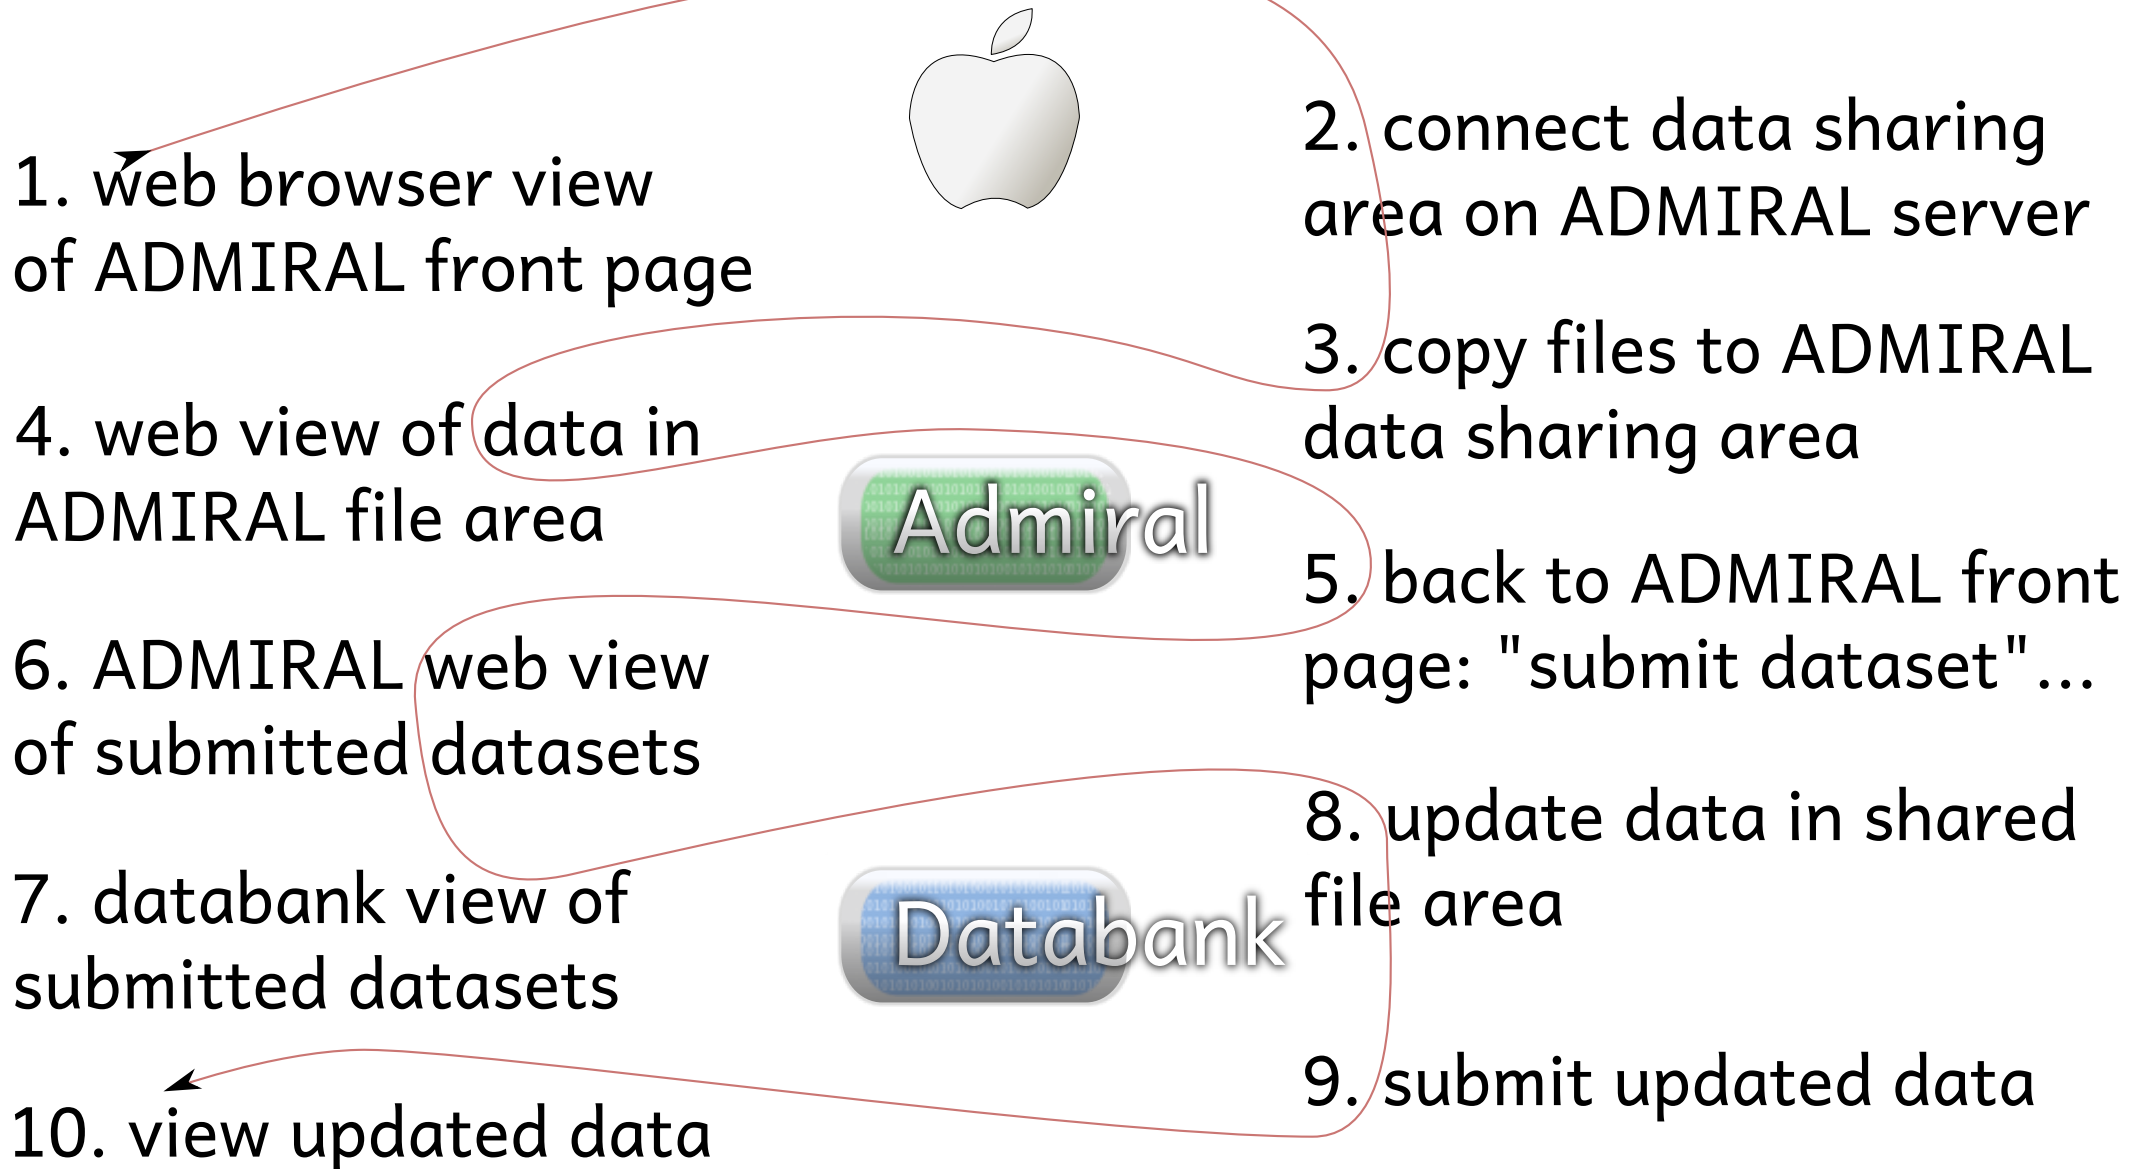 1. web browser view
of ADMIRAL front page
2. connect data sharing
area on ADMIRAL server
3. copy files to ADMIRAL
data sharing area
4. web view of data in
ADMIRAL file area
Admiral
5. back to ADMIRAL front
page: "submit dataset"...
6. ADMIRAL web view
of submitted datasets
7. databank view of
submitted datasets
Databank
8. update data in shared
file area
9. submit updated data
10. view updated data